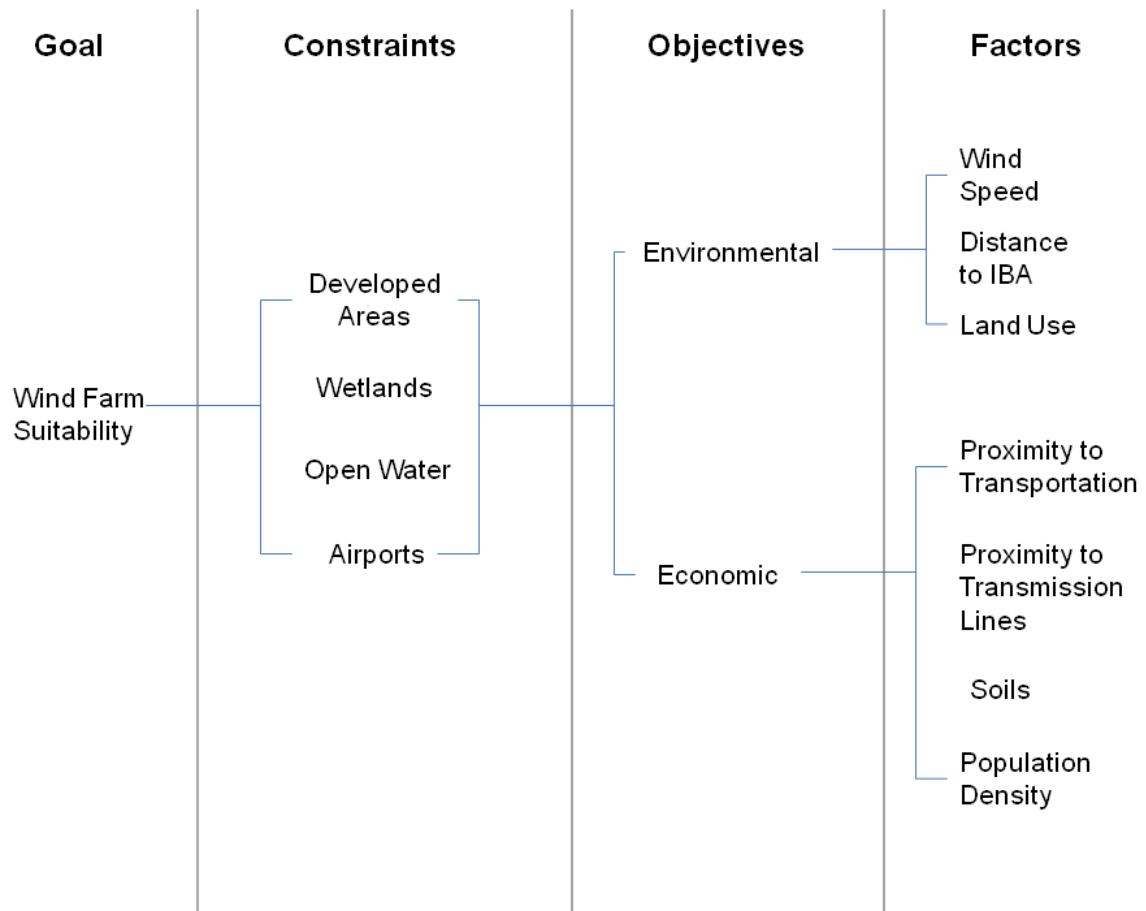 Goal
Constraints
Objectives
Factors
Wind Farm
Suitability
Developed
Areas
Wetlands
Open Water
Airports
Environmental
Economic
Wind
Speed
Distance
to IBA
Land Use
Proximity to
Transportation
Proximity to
Transmission
Lines
Soils
Population
Density